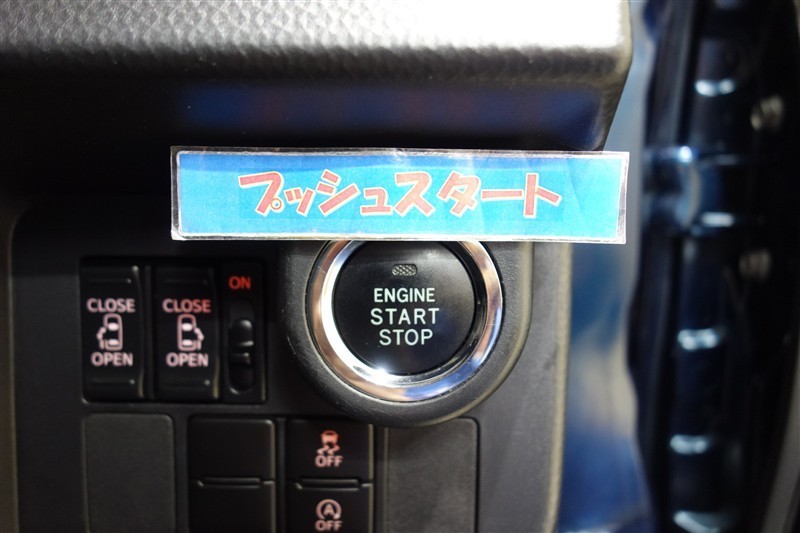 プッシュスタート
ENGINE
START
STOP
CLOSE
OPEN
CLOSE
OPEN
ON
OFF
A
OFF